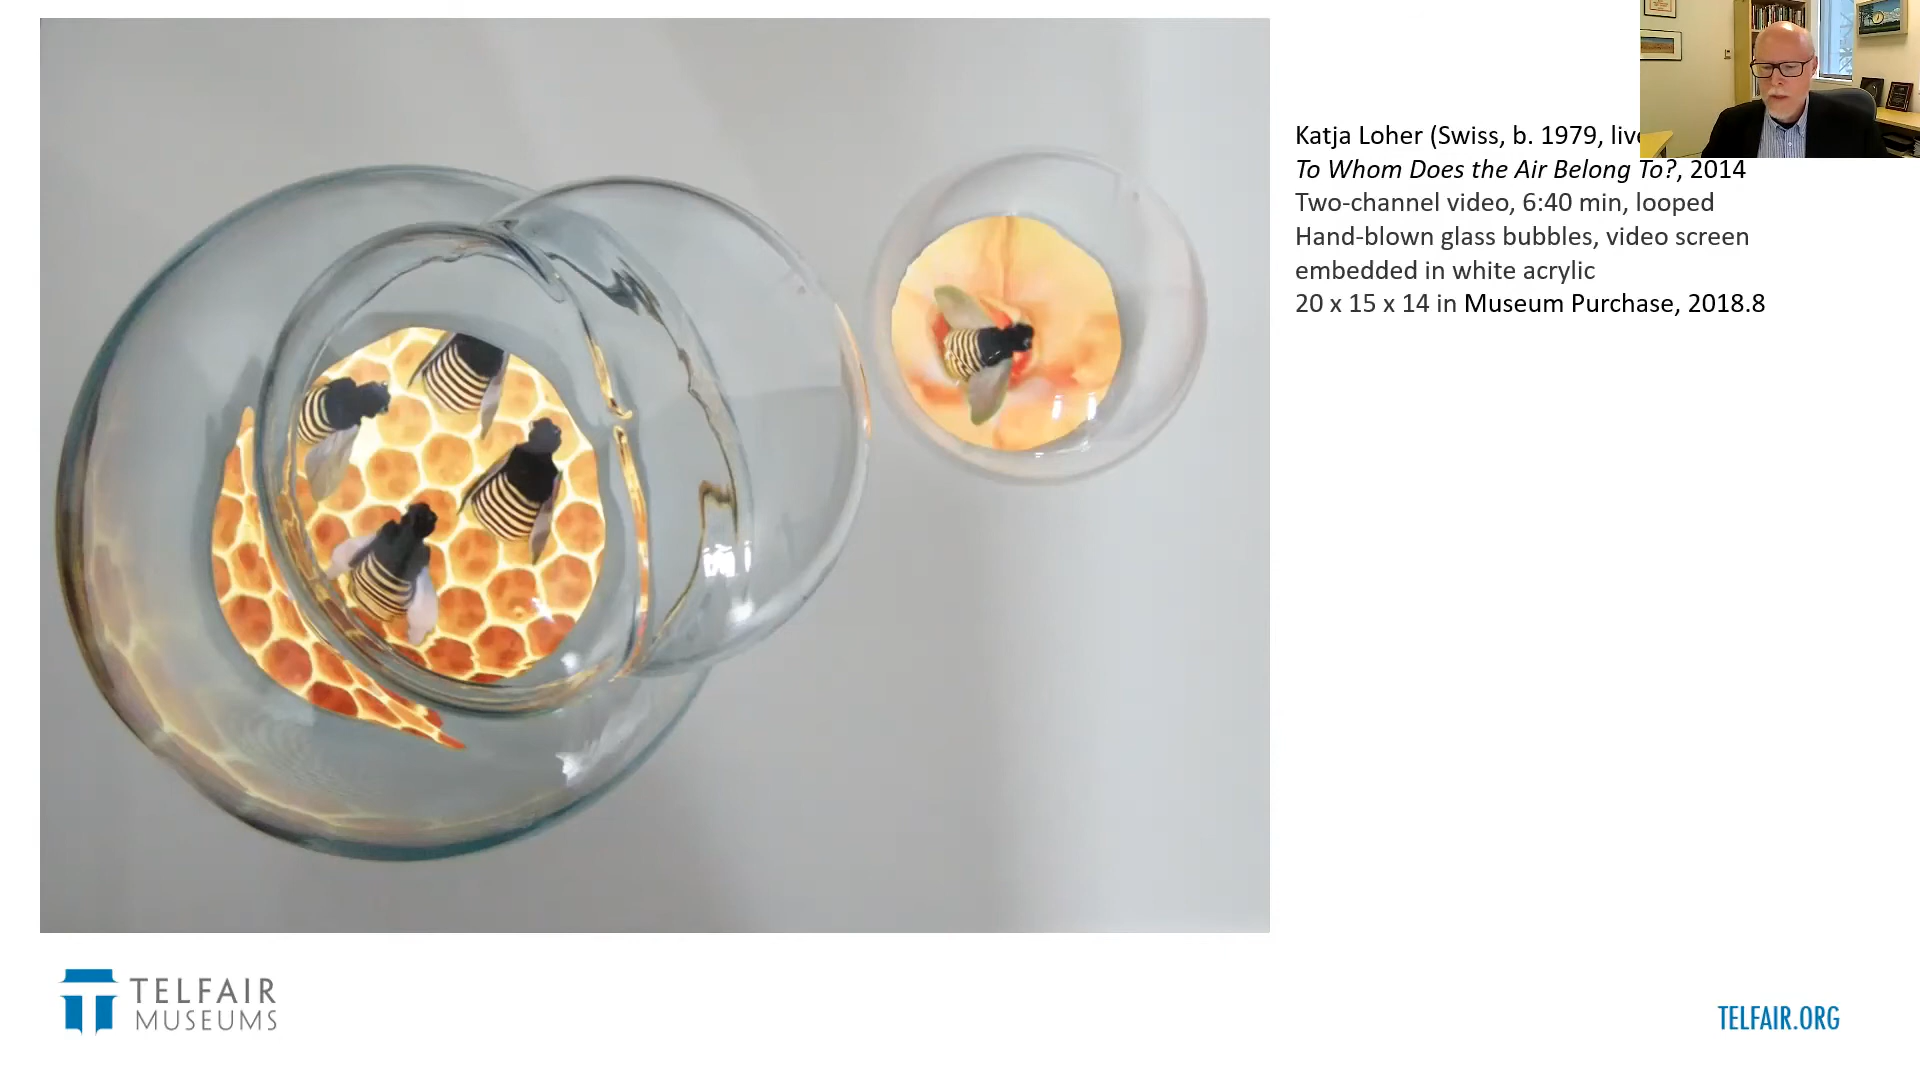 Katja Loher (Swiss, b. 1979,
To Whom Does the Air Belong To?, 2014
Two-channel video, 6:40 min, looped
Hand-blown glass bubbles, video screen
embedded in white acrylic
20 x 15 x 14 in Museum Purchase, 2018.8
TELFAIR
MUSEUMS
TELFAIR.ORG